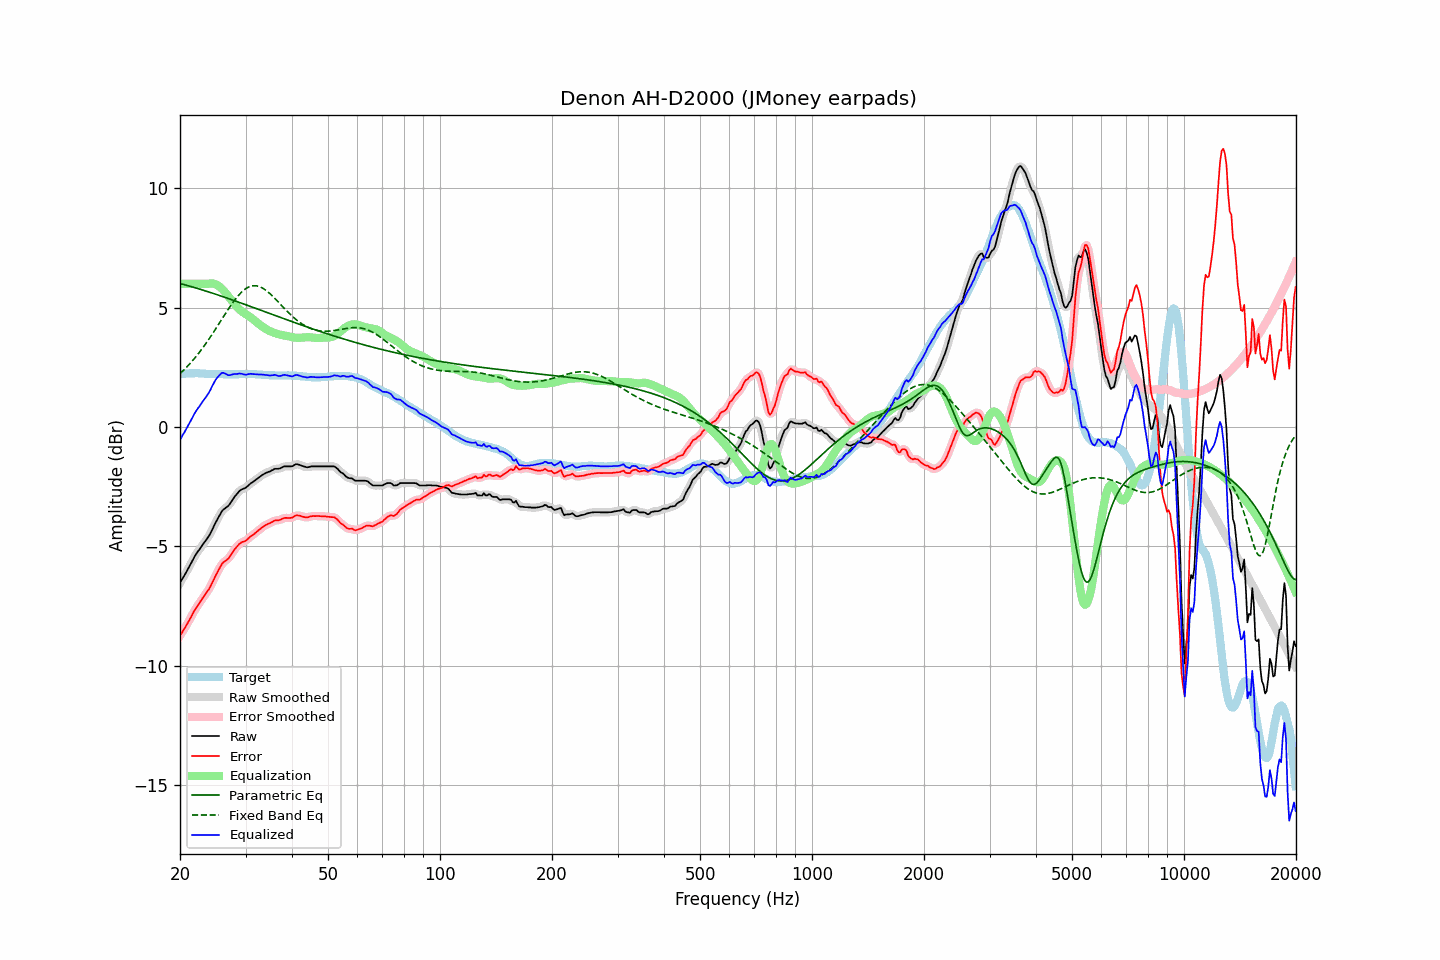 Denon AH-D2000 (JMoney earpads)
Amplitude (dBr)
10
5
0
−5
−10
−15
Target
Raw Smoothed
Error Smoothed
Raw
Error
Equalization
Parametric Eq
Fixed Band Eq
Equalized
20 50 100 200 500 1000 2000 5000 10000 20000
Frequency (Hz)